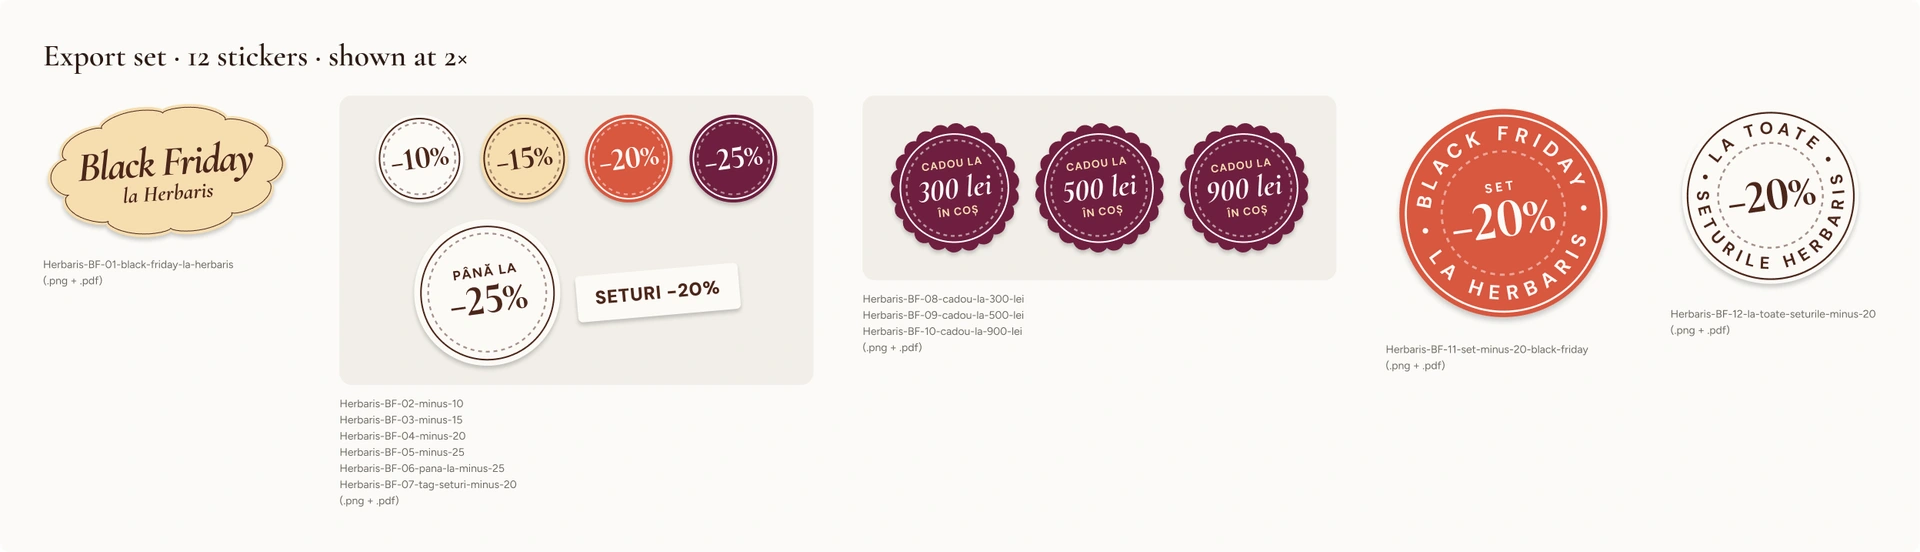 Export set · 12 stickers · shown at 2×
Black Friday
la Herbaris
Herbaris-BF-01-black-friday-la-herbaris
(.png + .pdf)
–10%
–15%
–20%
–25%
PÂNĂ LA
–25%
SETURI –20%
Herbaris-BF-02-minus-10
Herbaris-BF-03-minus-15
Herbaris-BF-04-minus-20
Herbaris-BF-05-minus-25
Herbaris-BF-06-pana-la-minus-25
Herbaris-BF-07-tag-seturi-minus-20
(.png + .pdf)
CADOU LA
300 lei
ÎN COȘ
CADOU LA
500 lei
ÎN COȘ
CADOU LA
900 lei
ÎN COȘ
Herbaris-BF-08-cadou-la-300-lei
Herbaris-BF-09-cadou-la-500-lei
Herbaris-BF-10-cadou-la-900-lei
(.png + .pdf)
BLACK FRIDAY
SET
–20%
• LA HERBARIS •
Herbaris-BF-11-set-minus-20-black-friday
(.png + .pdf)
• LA TOATE •
–20%
SETURILE HERBARIS
Herbaris-BF-12-la-toate-seturile-minus-20
(.png + .pdf)